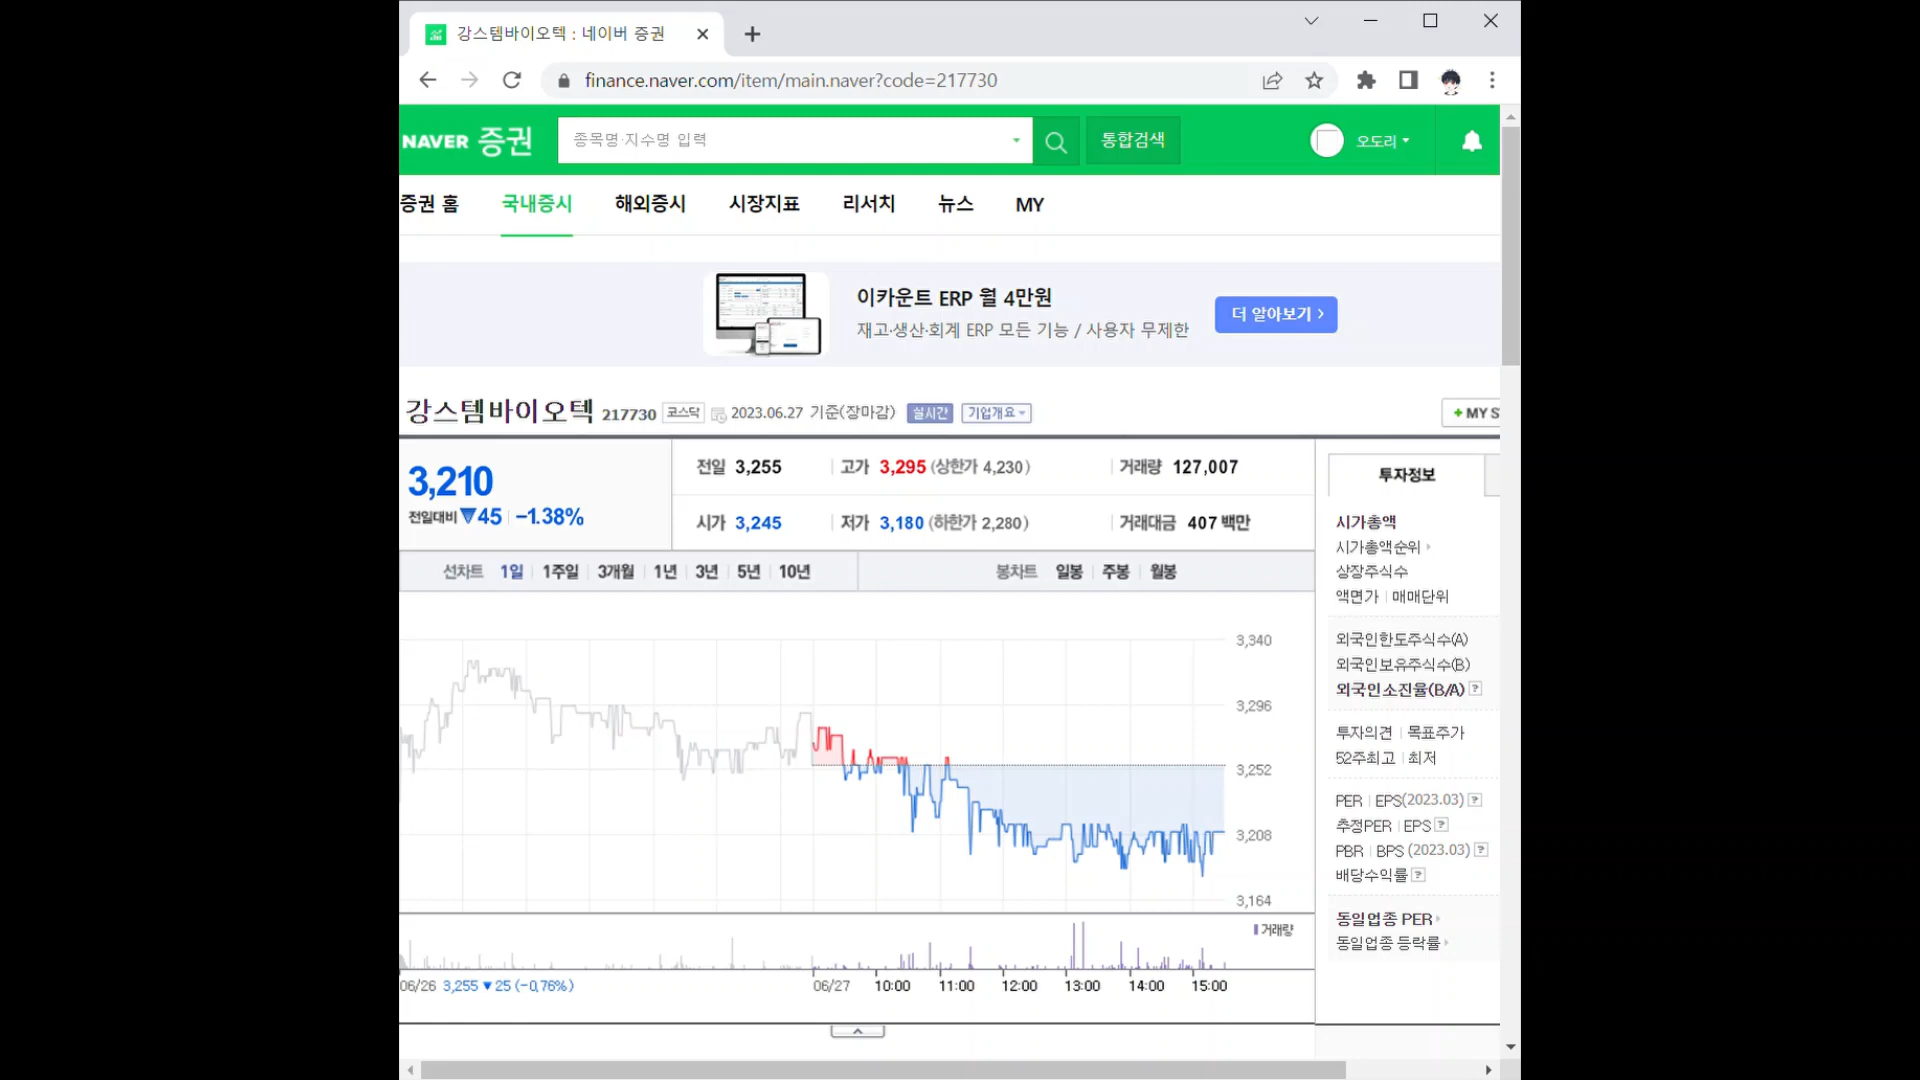 강스템바이오텍 : 네이버 증권
finance.naver.com/item/main.naver?code=217730
NAVER 증권
종목명·지수명 입력
통합검색
오도리
증권 홈 국내증시 해외증시 시장지표 리서치 뉴스 MY
이카운트 ERP 월 4만원
재고·생산·회계 ERP 모든 기능 / 사용자 무제한
더 알아보기 >
강스템바이오텍 217730 코스닥 2023.06.27 기준(장마감) 실시간 기업개요
+ MY S
3,210
전일대비 ▼45 | -1.38%
전일 3,255 | 고가 3,295 (상한가 4,230) | 거래량 127,007
시가 3,245 | 저가 3,180 (하한가 2,280) | 거래대금 407 백만
선차트 1일 1주일 3개월 1년 3년 5년 10년
봉차트 일봉 주봉 월봉
3,340
3,296
3,252
3,208
3,164
거래량
06/26 3,255 ▼ 25 (-0.76%)
06/27 10:00 11:00 12:00 13:00 14:00 15:00
투자정보
시가총액
시가총액순위
상장주식수
액면가 | 매매단위
외국인한도주식수(A)
외국인보유주식수(B)
외국인소진율(B/A) ?
투자의견 | 목표주가
52주최고 | 최저
PER | EPS(2023.03) ?
추정PER | EPS ?
PBR | BPS (2023.03) ?
배당수익률 ?
동일업종 PER
동일업종 등락률